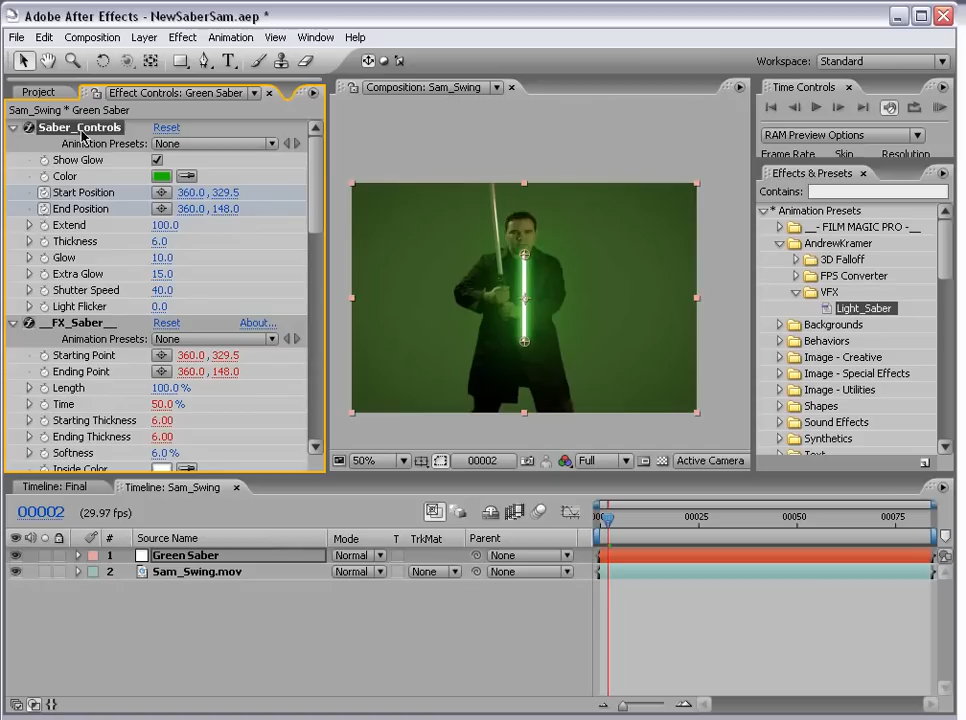 Adobe After Effects - NewSaberSam.aep *
File Edit Composition Layer Effect Animation View Window Help
T
Workspace: Standard
Project Effect Controls: Green Saber
Sam_Swing * Green Saber
Saber_Controls Reset
Animation Presets: None
Show Glow
Color
Start Position 360.0, 329.5
End Position 360.0, 148.0
Extend 100.0
Thickness 6.0
Glow 10.0
Extra Glow 15.0
Shutter Speed 40.0
Light Flicker 0.0
__FX_Saber__ Reset About...
Animation Presets: None
Starting Point 360.0, 329.5
Ending Point 360.0, 148.0
Length 100.0 %
Time 50.0 %
Starting Thickness 6.00
Ending Thickness 6.00
Softness 6.0 %
Inside Color
Composition: Sam_Swing
50% 00002 Full Active Camera
Time Controls
RAM Preview Options
Frame Rate Skip Resolution
Effects & Presets
Contains:
* Animation Presets
__- FILM MAGIC PRO -__
AndrewKramer
3D Falloff
FPS Converter
VFX
Light_Saber
Backgrounds
Behaviors
Image - Creative
Image - Special Effects
Image - Utilities
Shapes
Sound Effects
Synthetics
Text
Timeline: Final Timeline: Sam_Swing
00002 (29.97 fps)
00025 00050 00075
# Source Name Mode T TrkMat Parent
1 Green Saber Normal None
2 Sam_Swing.mov Normal None None